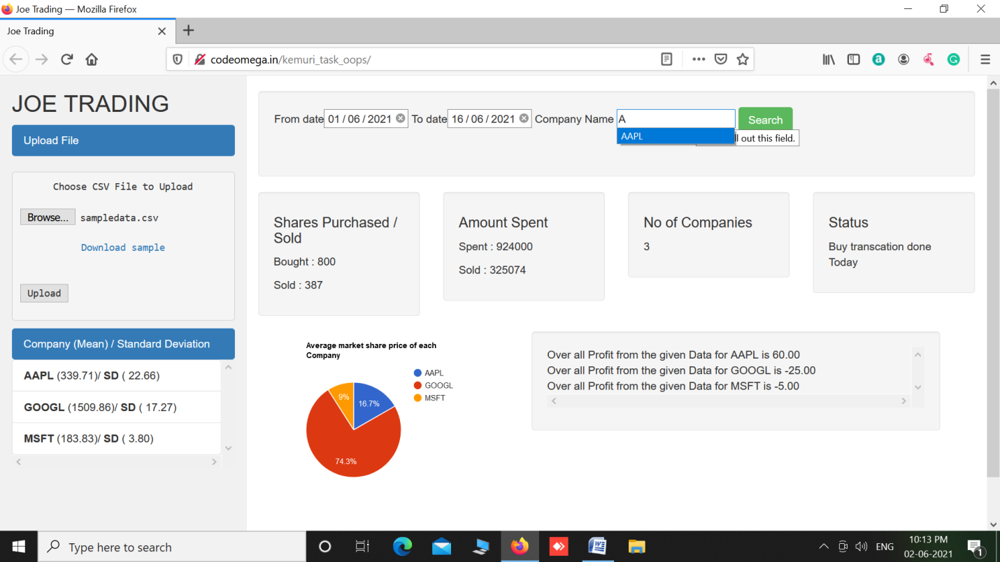 Joe Trading — Mozilla Firefox
Joe Trading
codeomega.in/kemuri_task_oops/
JOE TRADING
Upload File
Choose CSV File to Upload
Browse... sampledata.csv
Download sample
Upload
Company (Mean) / Standard Deviation
AAPL (339.71)/ SD ( 22.66)
GOOGL (1509.86)/ SD ( 17.27)
MSFT (183.83)/ SD ( 3.80)
From date 01 / 06 / 2021 To date 16 / 06 / 2021 Company Name A Search
AAPL
out this field.
Shares Purchased /
Sold
Bought : 800
Sold : 387
Amount Spent
Spent : 924000
Sold : 325074
No of Companies
3
Status
Buy transcation done
Today
Average market share price of each
Company
AAPL
GOOGL
MSFT
9%
16.7%
74.3%
Over all Profit from the given Data for AAPL is 60.00
Over all Profit from the given Data for GOOGL is -25.00
Over all Profit from the given Data for MSFT is -5.00
Type here to search
ENG
10:13 PM
02-06-2021
1